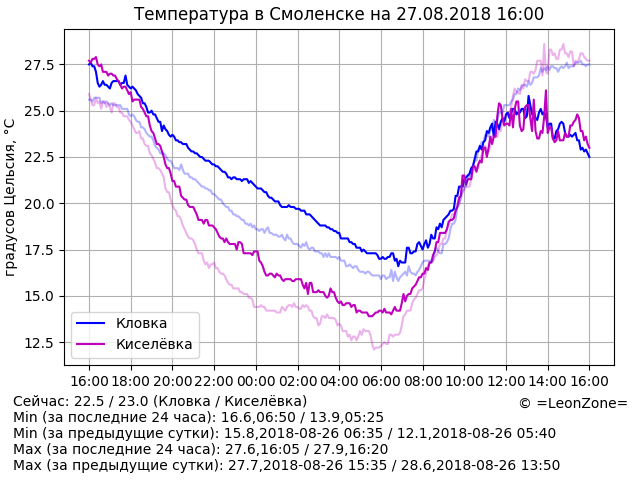 Температура в Смоленске на 27.08.2018 16:00
градусов Цельсия, °C
27.5
25.0
22.5
20.0
17.5
15.0
12.5
Кловка
Киселёвка
16:00 18:00 20:00 22:00 00:00 02:00 04:00 06:00 08:00 10:00 12:00 14:00 16:00
Сейчас: 22.5 / 23.0 (Кловка / Киселёвка)
© =LeonZone=
Min (за последние 24 часа): 16.6,06:50 / 13.9,05:25
Min (за предыдущие сутки): 15.8,2018-08-26 06:35 / 12.1,2018-08-26 05:40
Max (за последние 24 часа): 27.6,16:05 / 27.9,16:20
Max (за предыдущие сутки): 27.7,2018-08-26 15:35 / 28.6,2018-08-26 13:50